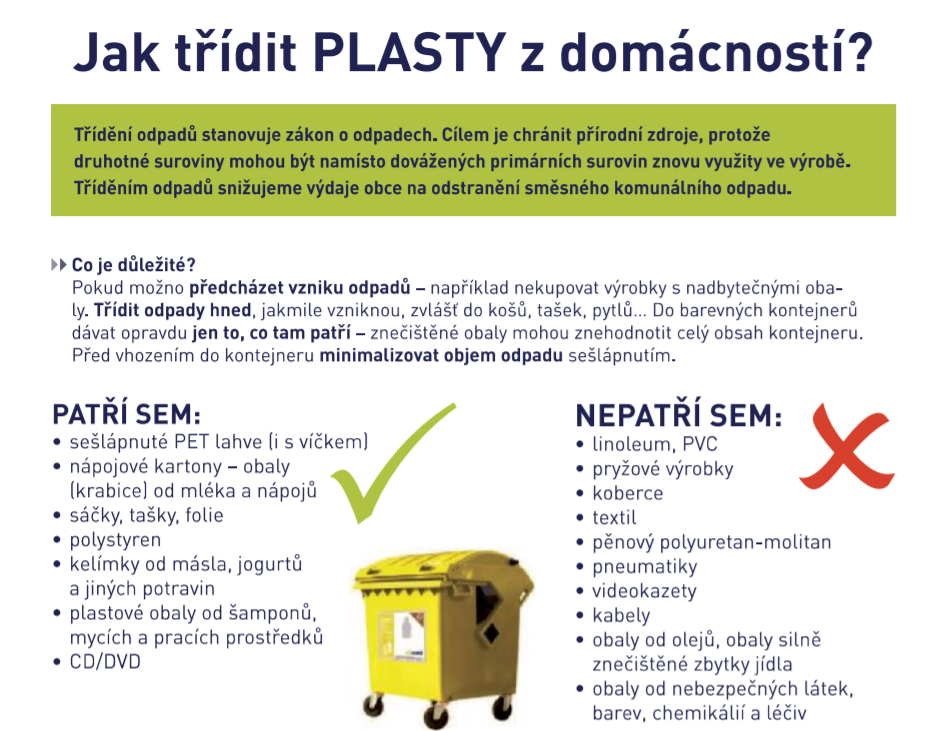 Jak třídit PLASTY z domácností?
Třídění odpadů stanovuje zákon o odpadech. Cílem je chránit přírodní zdroje, protože
druhotné suroviny mohou být namísto dovážených primárních surovin znovu využity ve výrobě.
Tříděním odpadů snižujeme výdaje obce na odstranění směsného komunálního odpadu.
Co je důležité?
Pokud možno předcházet vzniku odpadů – například nekupovat výrobky s nadbytečnými oba-
ly. Třídit odpady hned, jakmile vzniknou, zvlášť do košů, tašek, pytlů... Do barevných kontejnerů
dávat opravdu jen to, co tam patří – znečištěné obaly mohou znehodnotit celý obsah kontejneru.
Před vhozením do kontejneru minimalizovat objem odpadu sešlápnutím.
PATŘÍ SEM:
• sešlápnuté PET lahve (i s víčkem)
• nápojové kartony – obaly
(krabice) od mléka a nápojů
• sáčky, tašky, folie
• polystyren
• kelímky od másla, jogurtů
a jiných potravin
• plastové obaly od šamponů,
mycích a pracích prostředků
• CD/DVD
NEPATŘÍ SEM:
• linoleum, PVC
• pryžové výrobky
• koberce
• textil
• pěnový polyuretan-molitan
• pneumatiky
• videokazety
• kabely
• obaly od olejů, obaly silně
znečištěné zbytky jídla
• obaly od nebezpečných látek,
barev, chemikálií a léčiv